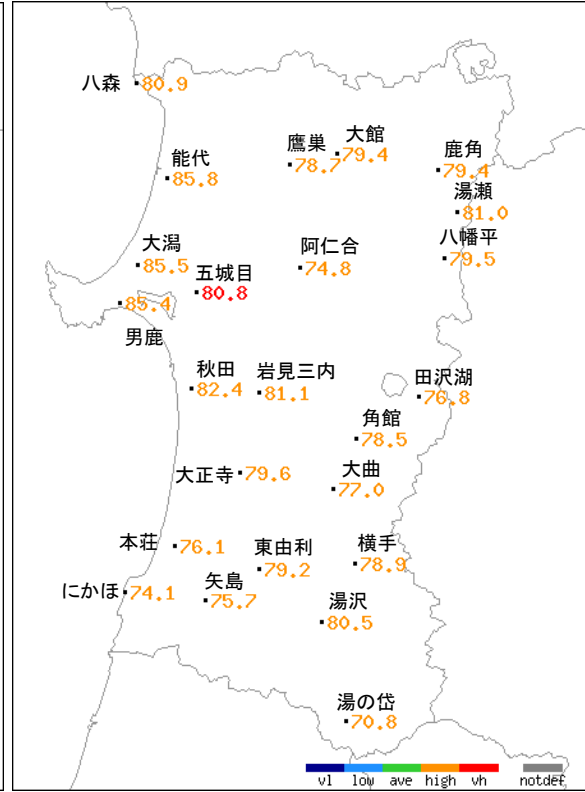 八森 80.9
大館
鷹巣 79.4
78.7
能代
85.8
鹿角
79.4
湯瀬
81.0
八幡平
79.5
大潟
85.5
阿仁合
74.8
五城目
80.8
85.4
男鹿
秋田
82.4
岩見三内
81.1
田沢湖
76.8
角館
78.5
大正寺 79.6
大曲
77.0
本荘 76.1
東由利
79.2
横手
78.9
にかほ 74.1
矢島
75.7
湯沢
80.5
湯の岱
70.8
vl low ave high vh notdef